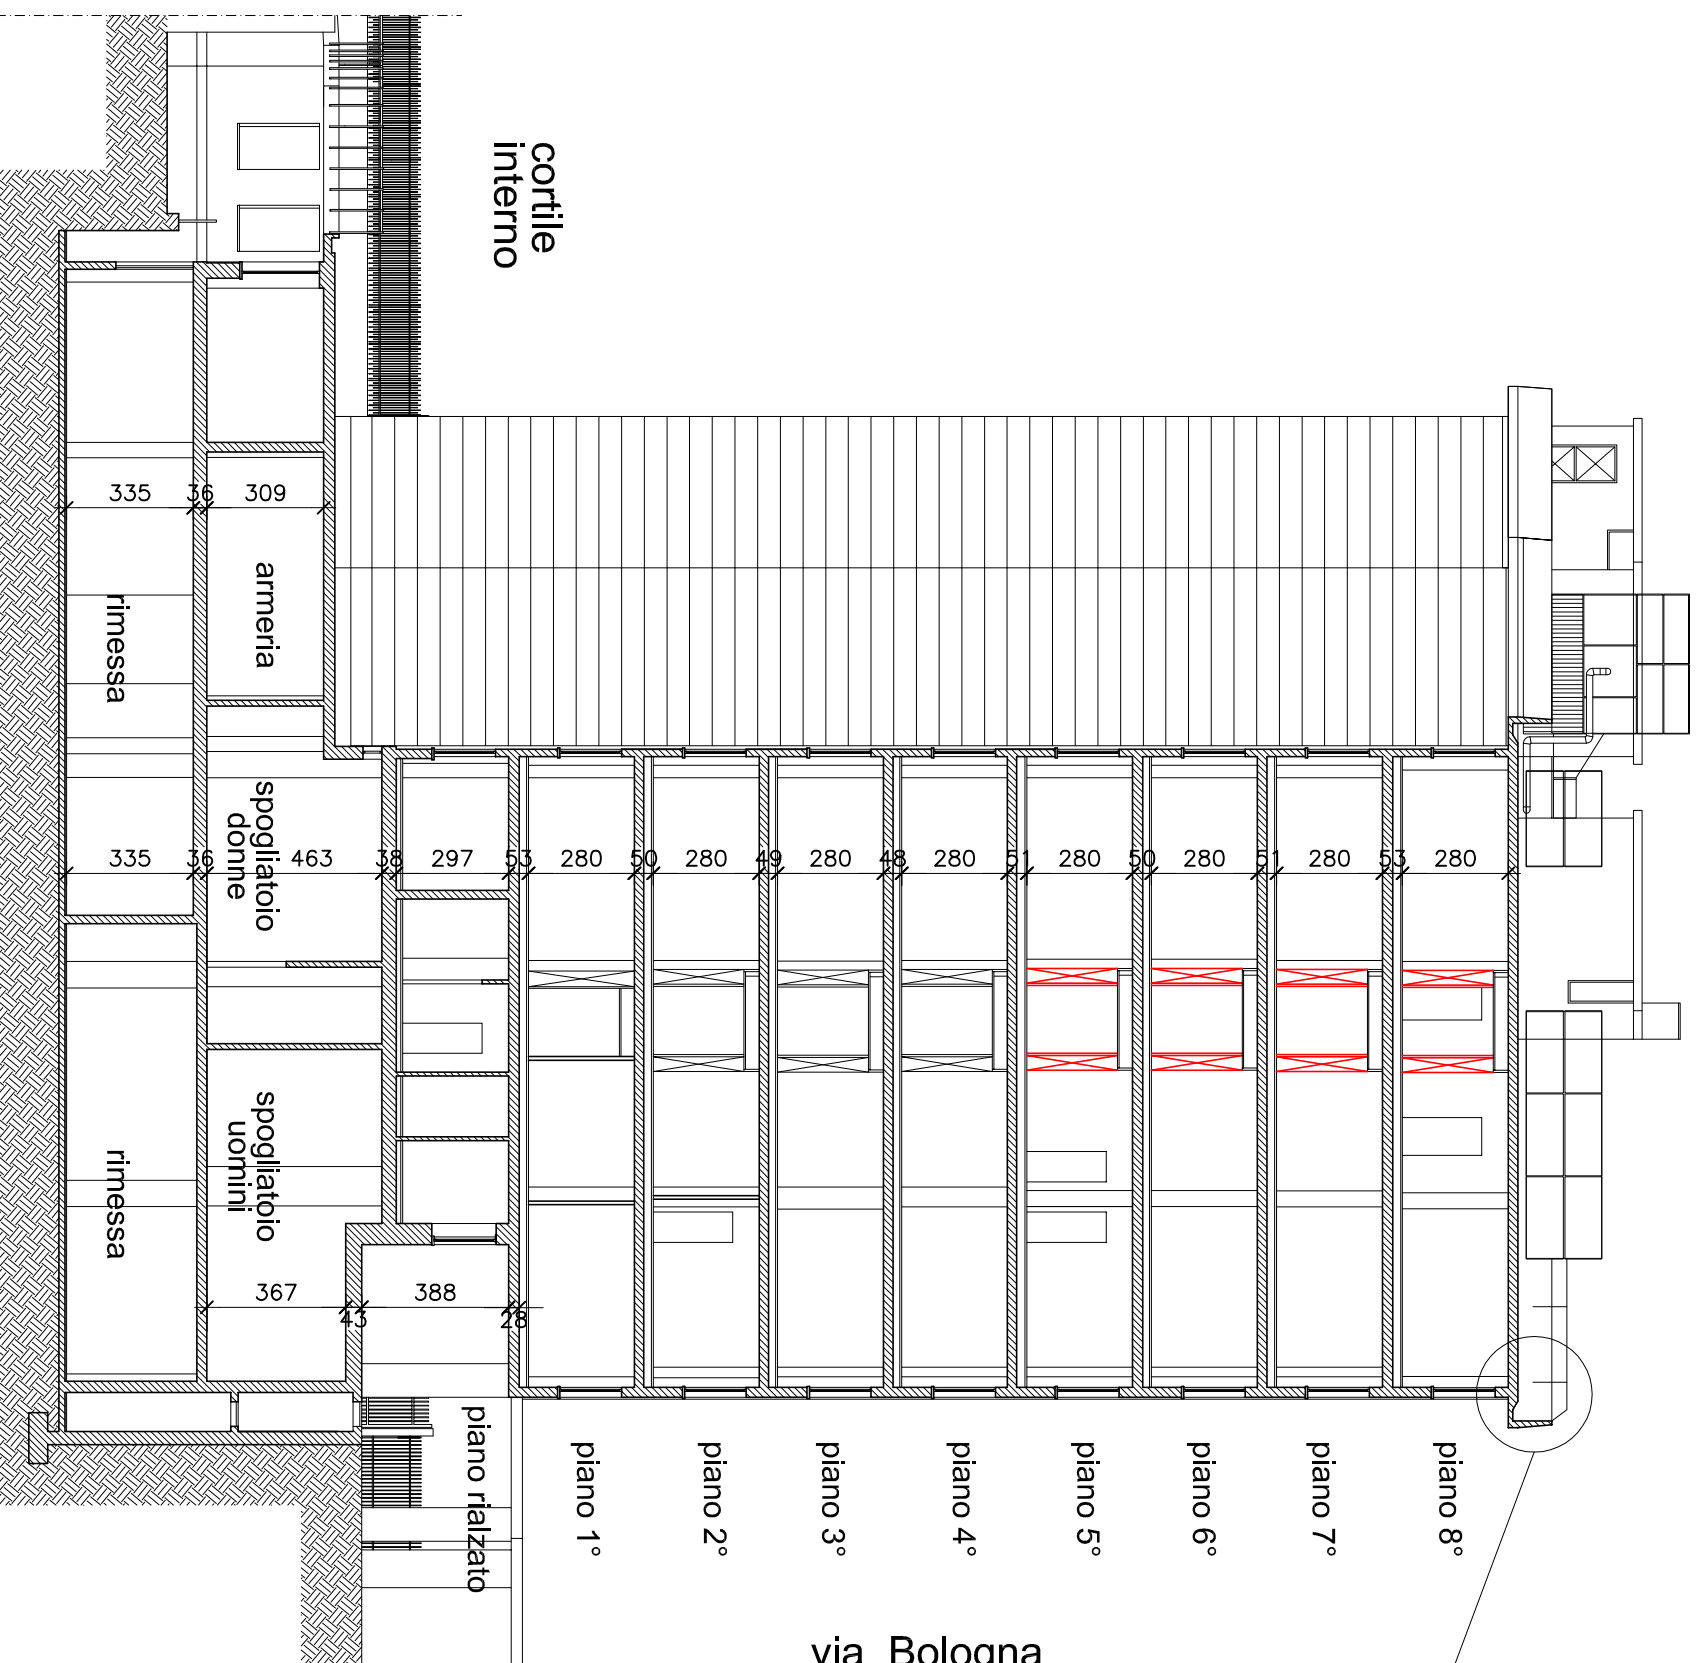 cortile
interno
335
36
309
armeria
rimessa
spogliatoio
donne
335
36
463
38
297
53
280
50
280
49
280
48
280
51
280
50
280
51
280
53
280
spogliatoio
uomini
rimessa
367
43
388
28
piano rialzato
piano 1°
piano 2°
piano 3°
piano 4°
piano 5°
piano 6°
piano 7°
piano 8°
via Bologna